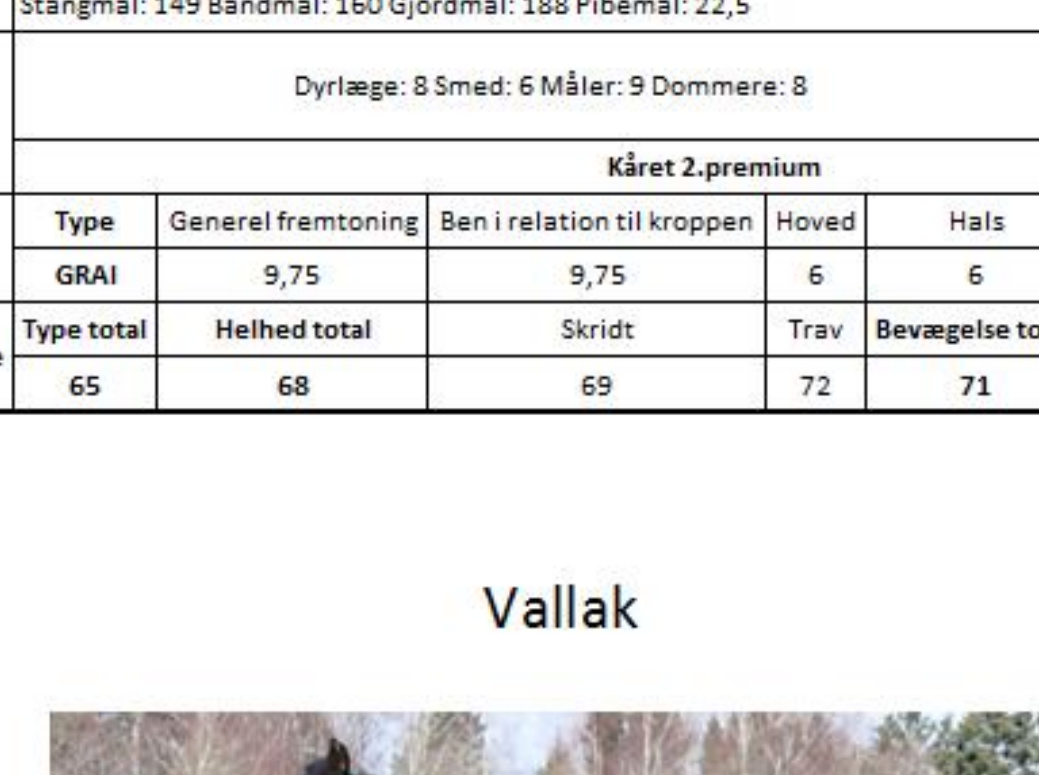 Stangmål: 149 Båndmål: 160 Gjordmål: 188 Pibemål: 22,5
Dyrlæge: 8 Smed: 6 Måler: 9 Dommere: 8
Kåret 2.premium
Type Generel fremtoning Ben i relation til kroppen Hoved Hals
GRAI 9,75 9,75 6 6
Type total Helhed total Skridt Trav Bevægelse to
65 68 69 72 71
Vallak